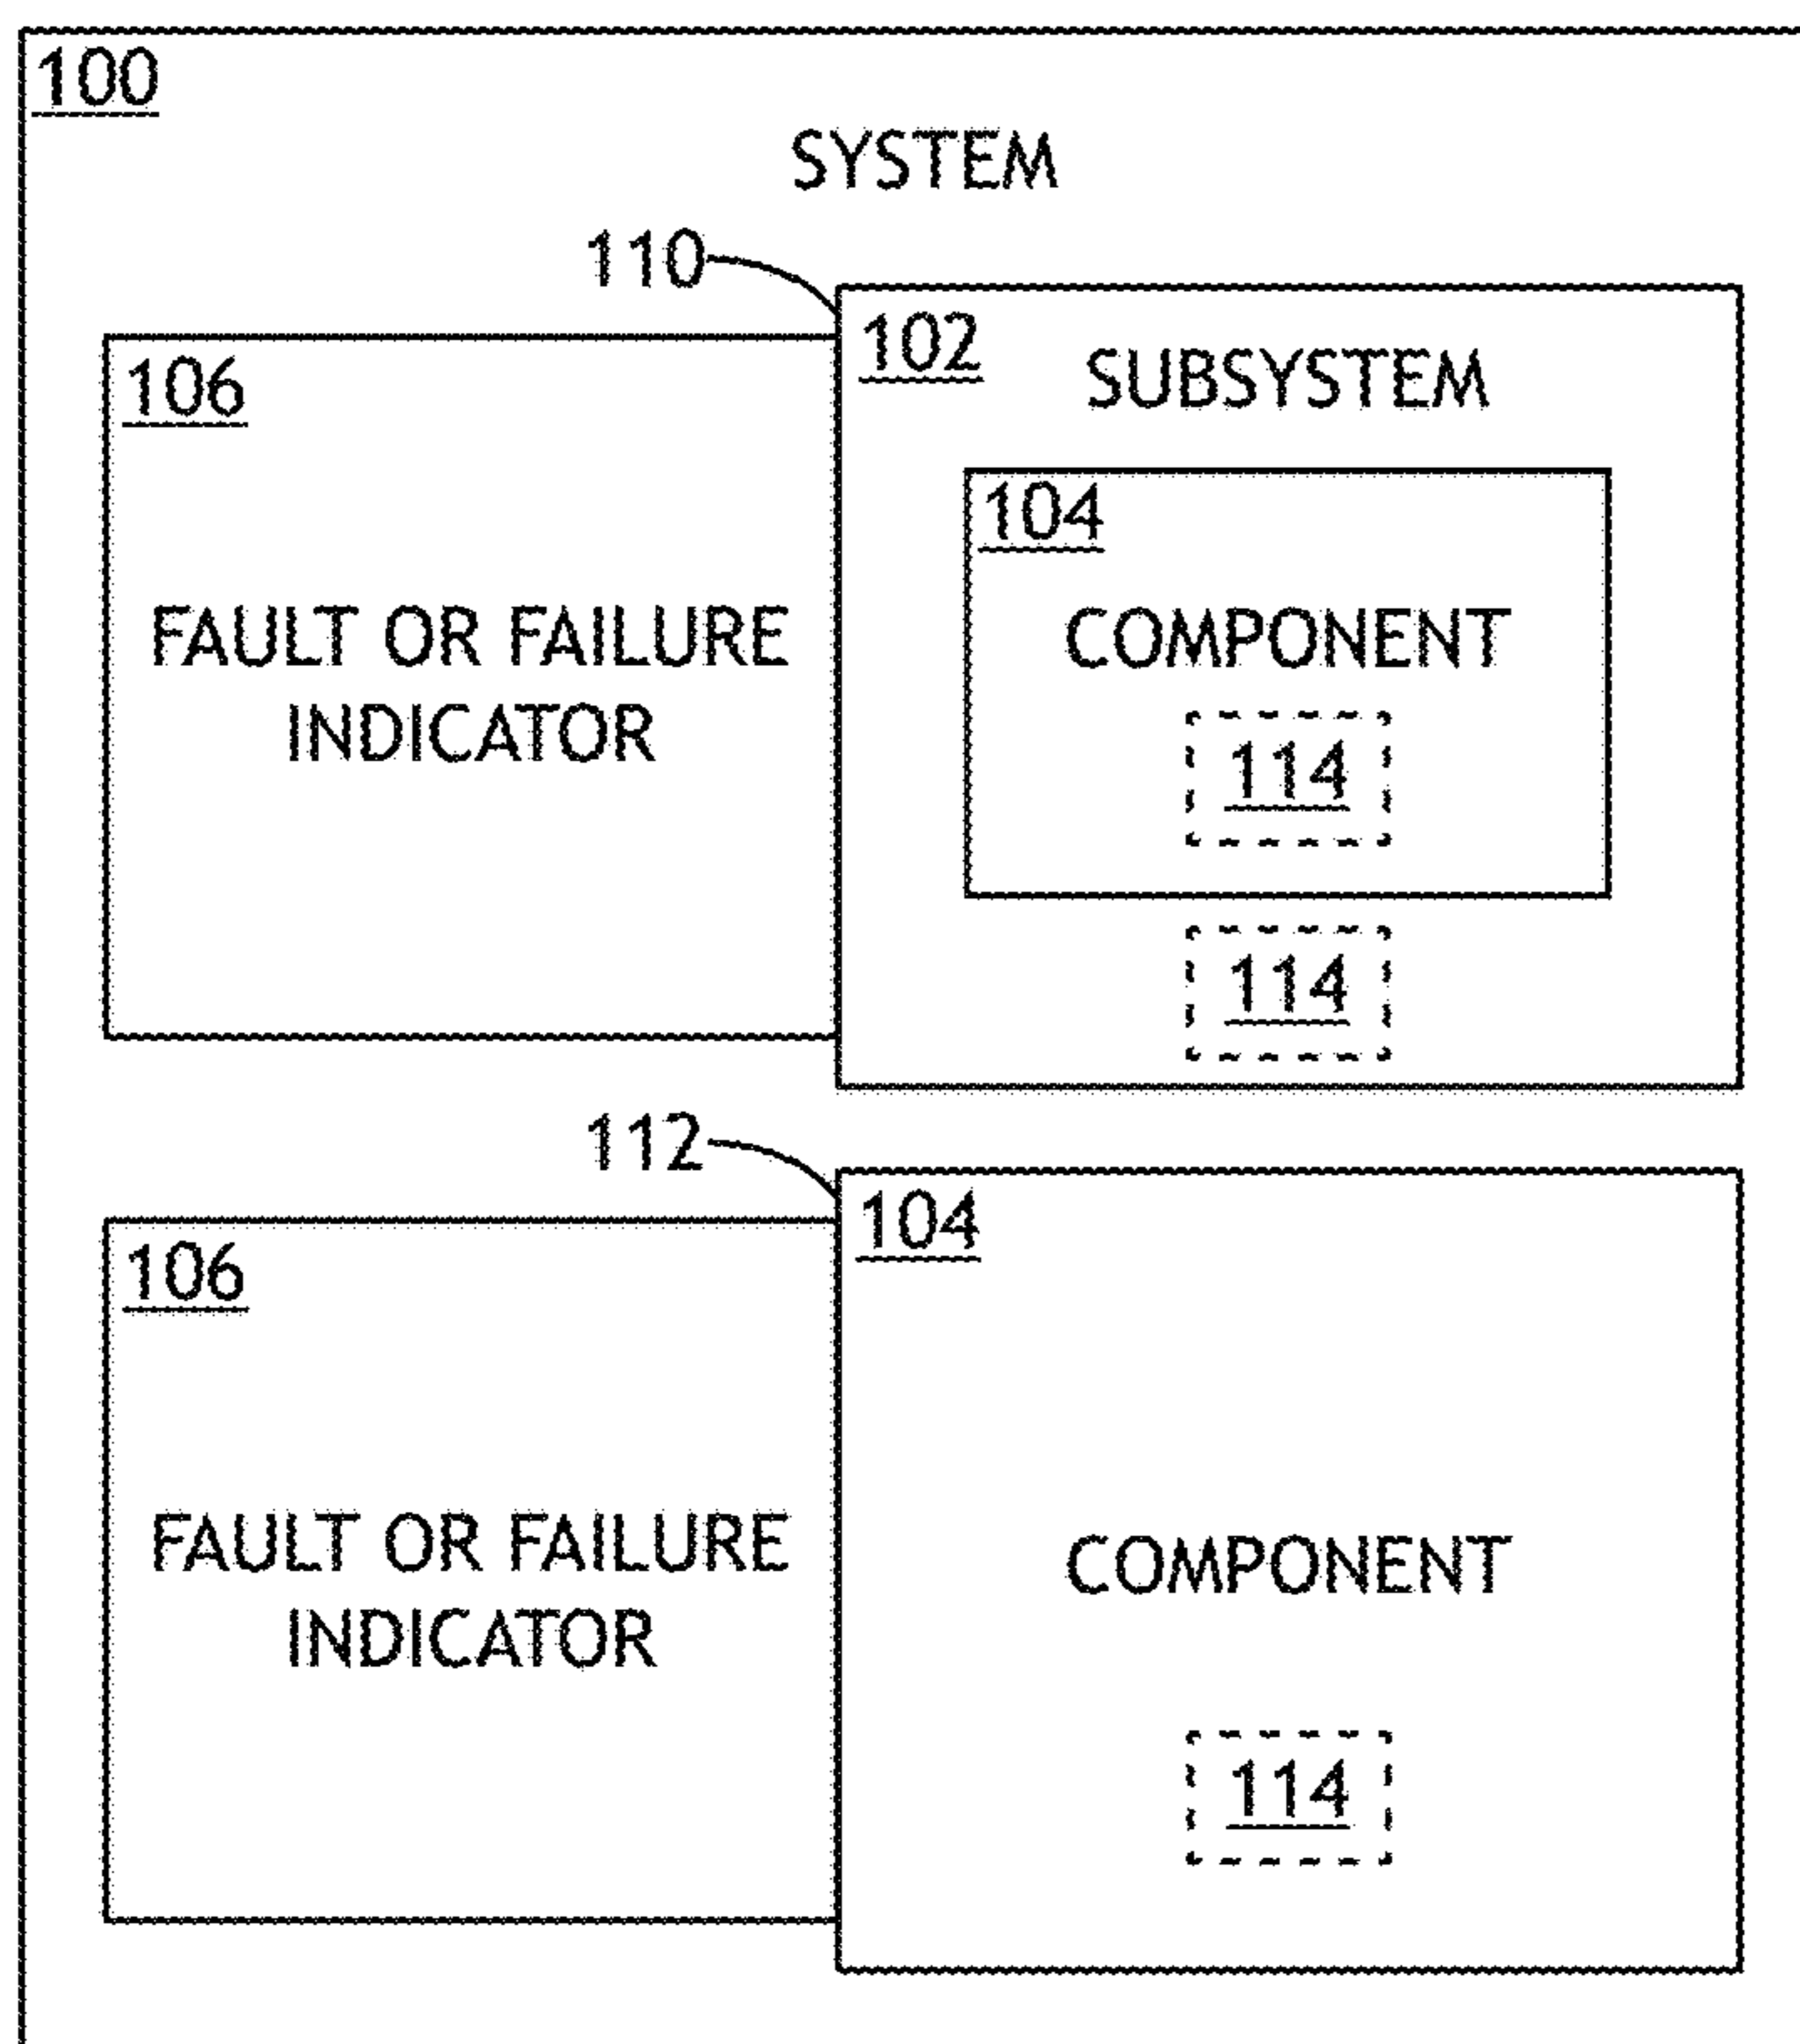 100
SYSTEM
110
102
SUBSYSTEM
106
104
FAULT OR FAILURE
INDICATOR
COMPONENT
114
114
112
104
106
FAULT OR FAILURE
INDICATOR
COMPONENT
114